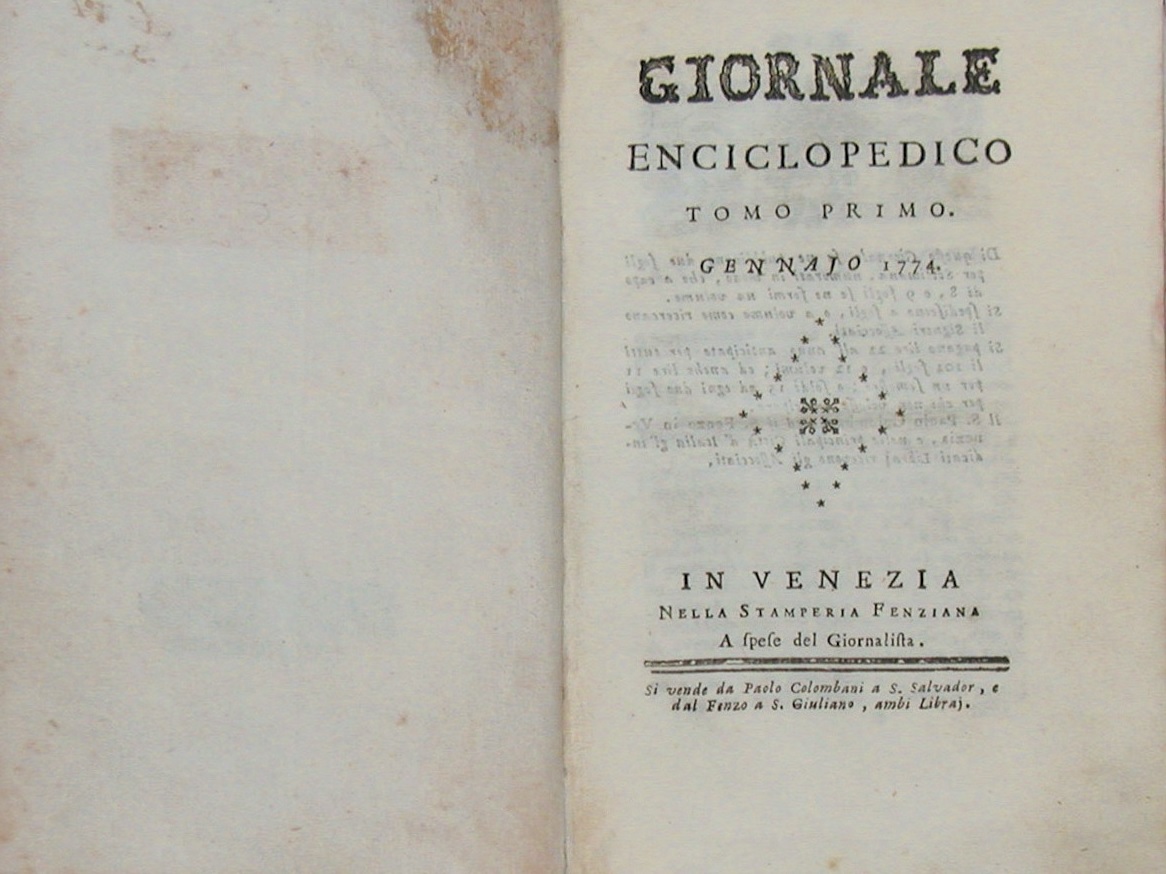 GIORNALE
ENCICLOPEDICO
TOMO PRIMO.
GENNAJO 1774.
IN VENEZIA
NELLA STAMPERIA FENZIANA
A ſpeſe del Giornaliſta.
Si vende da Paolo Colombani a S. Salvador, e
dal Fenzo a S. Giuliano, ambi Libraj.